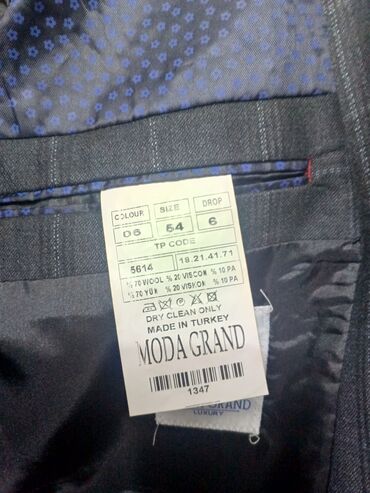 COLOUR SIZE DROP
06 54 6
TP CODE
5614 18.21.41.71
% 70 WOOL % 20 VISCON % 10 PA
% 70 YÜN % 20 VISKON % 10 PA
DRY CLEAN ONLY
MADE IN TURKEY
MODA GRAND
1347
GRAND
LUXURY